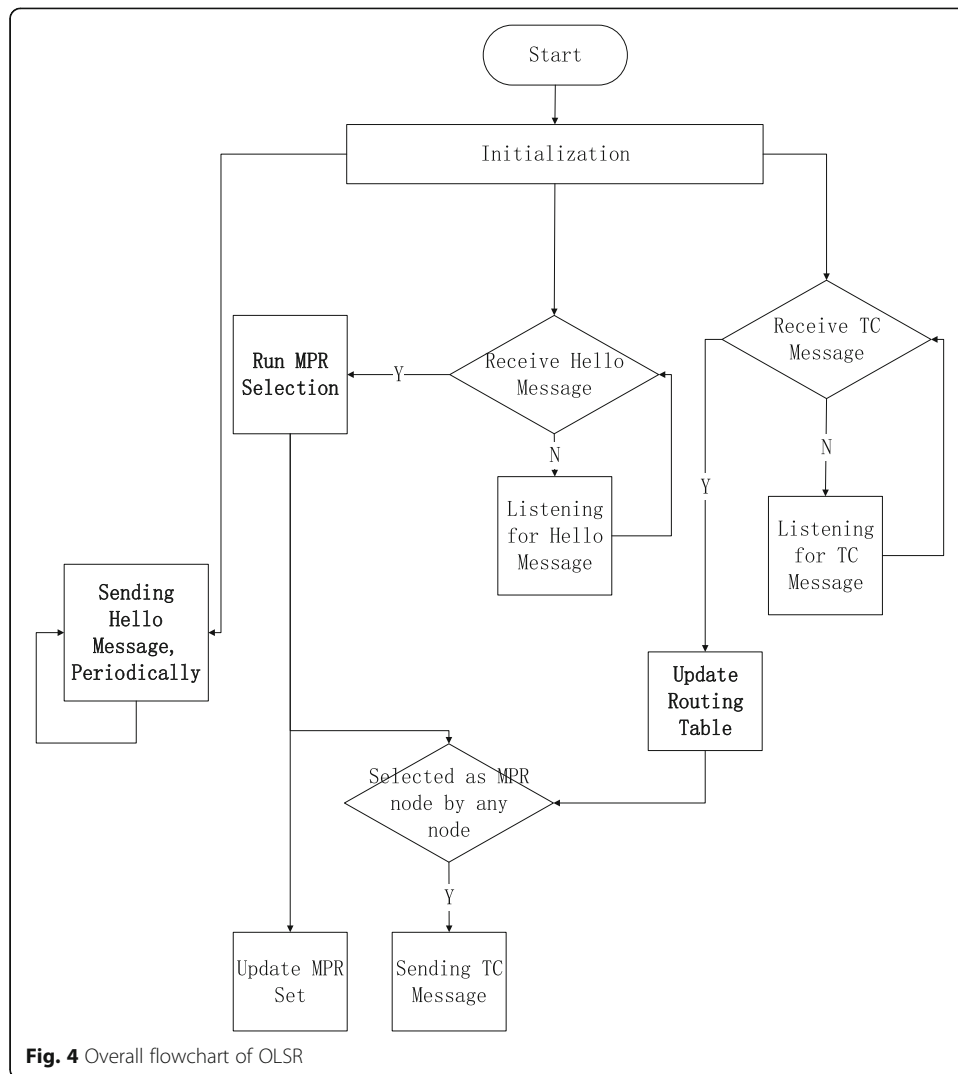 Start
Initialization
Receive TC
Message
Run MPR
Selection
Y
Receive Hello
Message
N
N
Y
Listening
for Hello
Message
Listening
for TC
Message
Sending
Hello
Message,
Periodically
Update
Routing
Table
Selected as MPR
node by any
node
Y
Update MPR
Set
Sending TC
Message
Fig. 4 Overall flowchart of OLSR